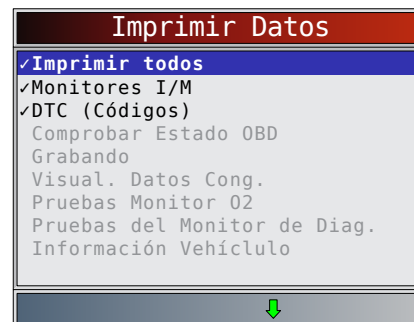 Imprimir Datos
✓Imprimir todos
✓Monitores I/M
✓DTC (Códigos)
Comprobar Estado OBD
Grabando
Visual. Datos Cong.
Pruebas Monitor O2
Pruebas del Monitor de Diag.
Información Vehíclulo